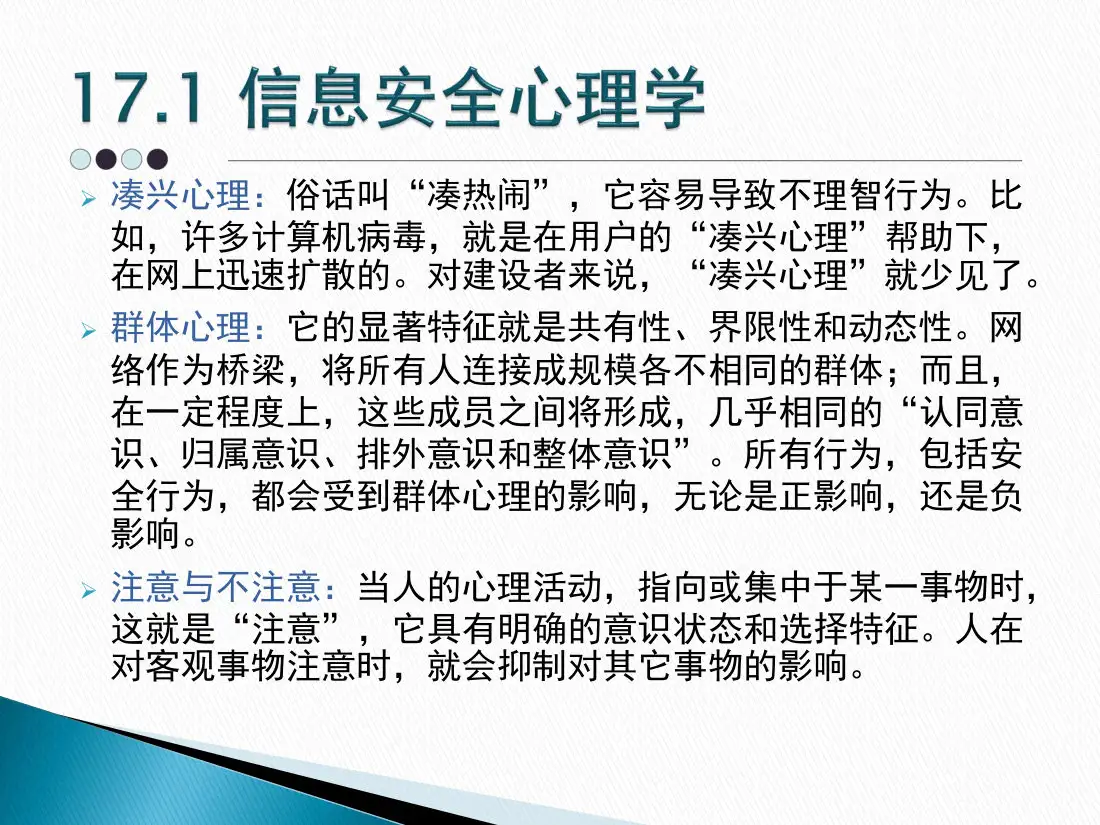 17.1 信息安全心理学
凑兴心理：俗话叫“凑热闹”，它容易导致不理智行为。比
如，许多计算机病毒，就是在用户的“凑兴心理”帮助下，
在网上迅速扩散的。对建设者来说，“凑兴心理”就少见了。
群体心理：它的显著特征就是共有性、界限性和动态性。网
络作为桥梁，将所有人连接成规模各不相同的群体；而且，
在一定程度上，这些成员之间将形成，几乎相同的“认同意
识、归属意识、排外意识和整体意识”。所有行为，包括安
全行为，都会受到群体心理的影响，无论是正影响，还是负
影响。
注意与不注意：当人的心理活动，指向或集中于某一事物时，
这就是“注意”，它具有明确的意识状态和选择特征。人在
对客观事物注意时，就会抑制对其它事物的影响。